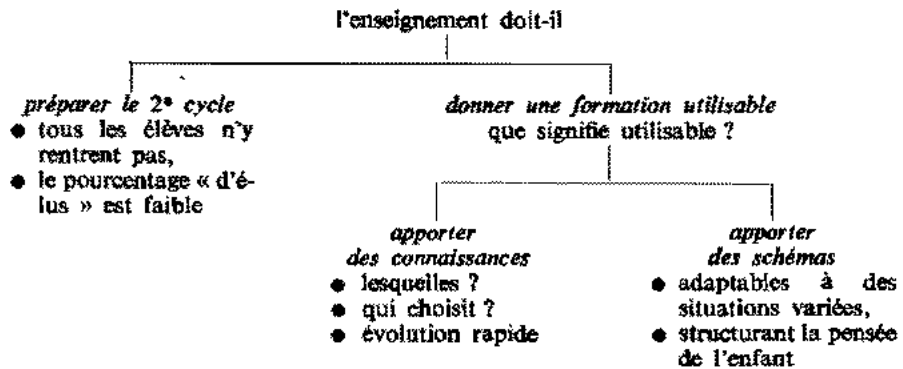 l'enseignement doit-il
préparer le 2e cycle
● tous les élèves n'y
rentrent pas,
● le pourcentage « d'é-
lus » est faible
donner une formation utilisable
que signifie utilisable ?
apporter
des connaissances
● lesquelles ?
● qui choisit ?
● évolution rapide
apporter
des schémas
● adaptables à des
situations variées,
● structurant la pensée
de l'enfant